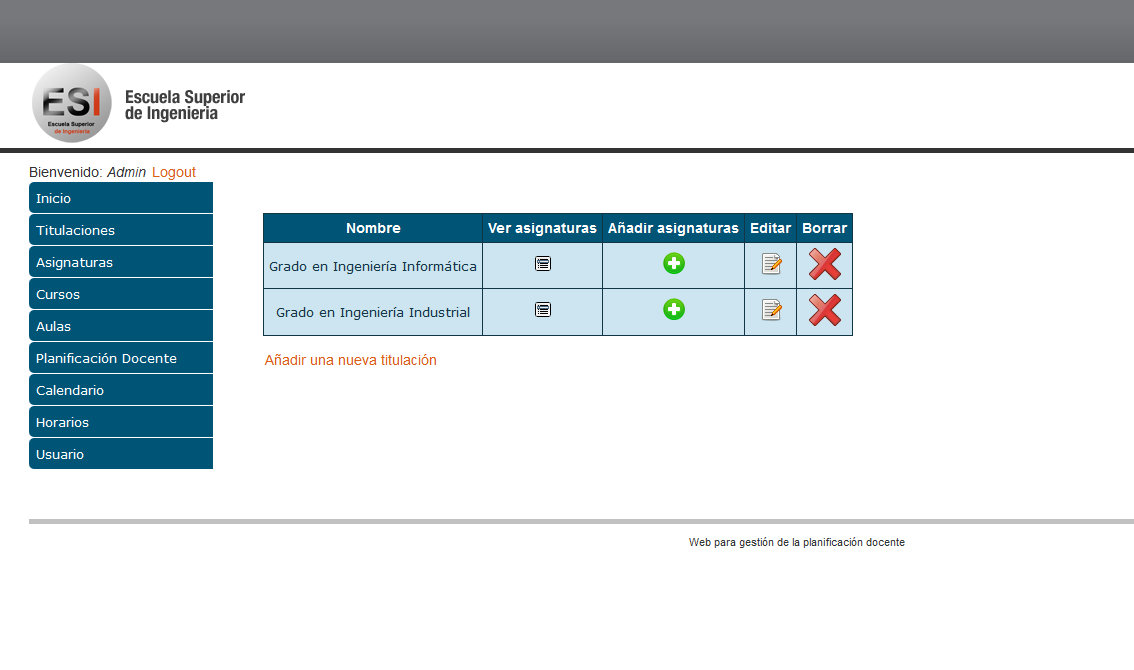 ESI
Escuela Superior
de Ingenieria
Escuela Superior
de Ingenieria
Bienvenido: Admin Logout
Inicio
Titulaciones
Asignaturas
Cursos
Aulas
Planificación Docente
Calendario
Horarios
Usuario
Nombre Ver asignaturas Añadir asignaturas Editar Borrar
Grado en Ingeniería Informática
Grado en Ingeniería Industrial
Añadir una nueva titulación
Web para gestión de la planificación docente